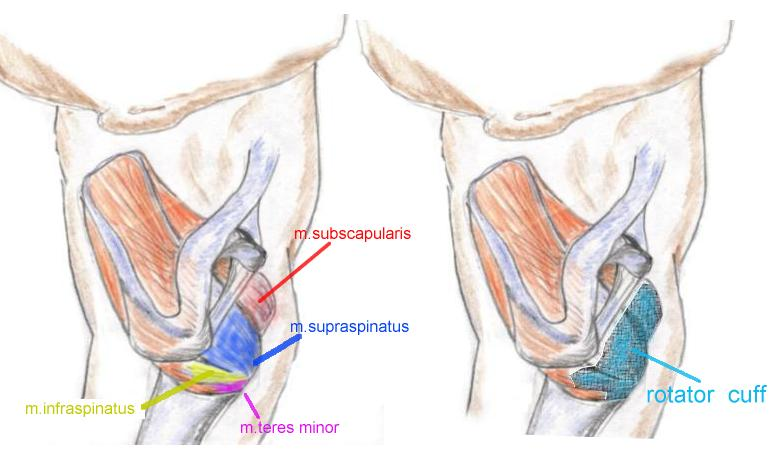 m.subscapularis
m.supraspinatus
m.infraspinatus
m.teres minor
rotator cuff